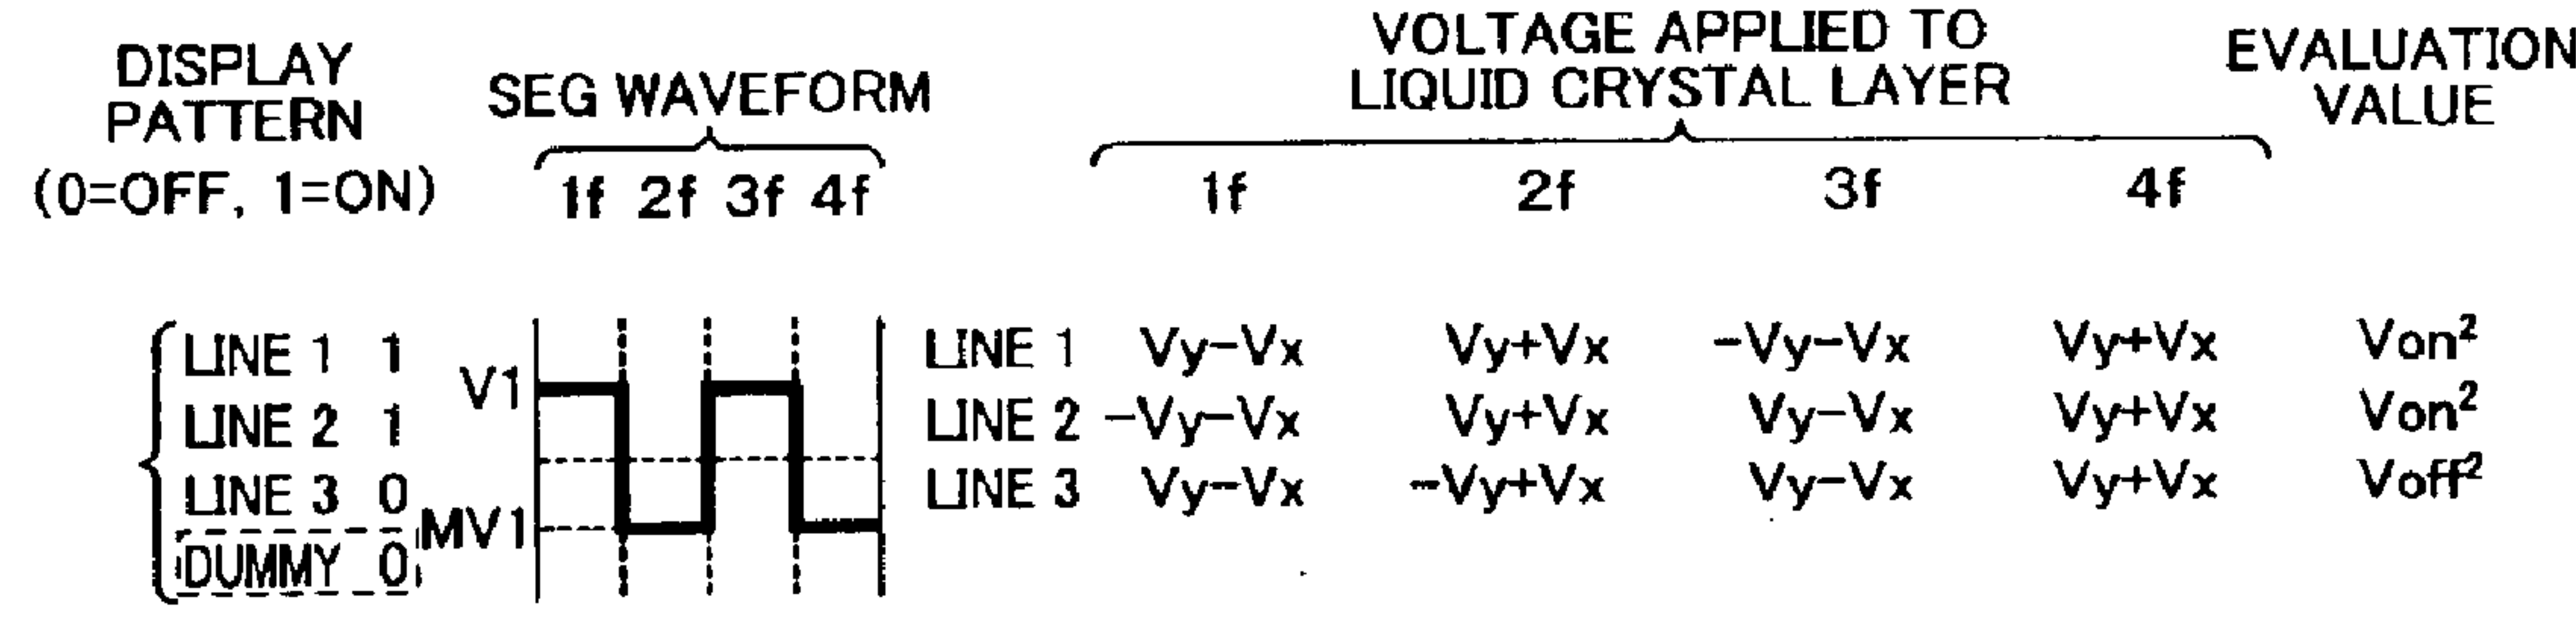 DISPLAY
PATTERN
(0=OFF, 1=ON)
SEG WAVEFORM
1f 2f 3f 4f
VOLTAGE APPLIED TO
LIQUID CRYSTAL LAYER
1f 2f 3f 4f
EVALUATION
VALUE
LINE 1 1
LINE 2 1
LINE 3 0
DUMMY 0
V1
MV1
LINE 1 Vy-Vx Vy+Vx -Vy-Vx Vy+Vx Von²
LINE 2 -Vy-Vx Vy+Vx Vy-Vx Vy+Vx Von²
LINE 3 Vy-Vx -Vy+Vx Vy-Vx Vy+Vx Voff²